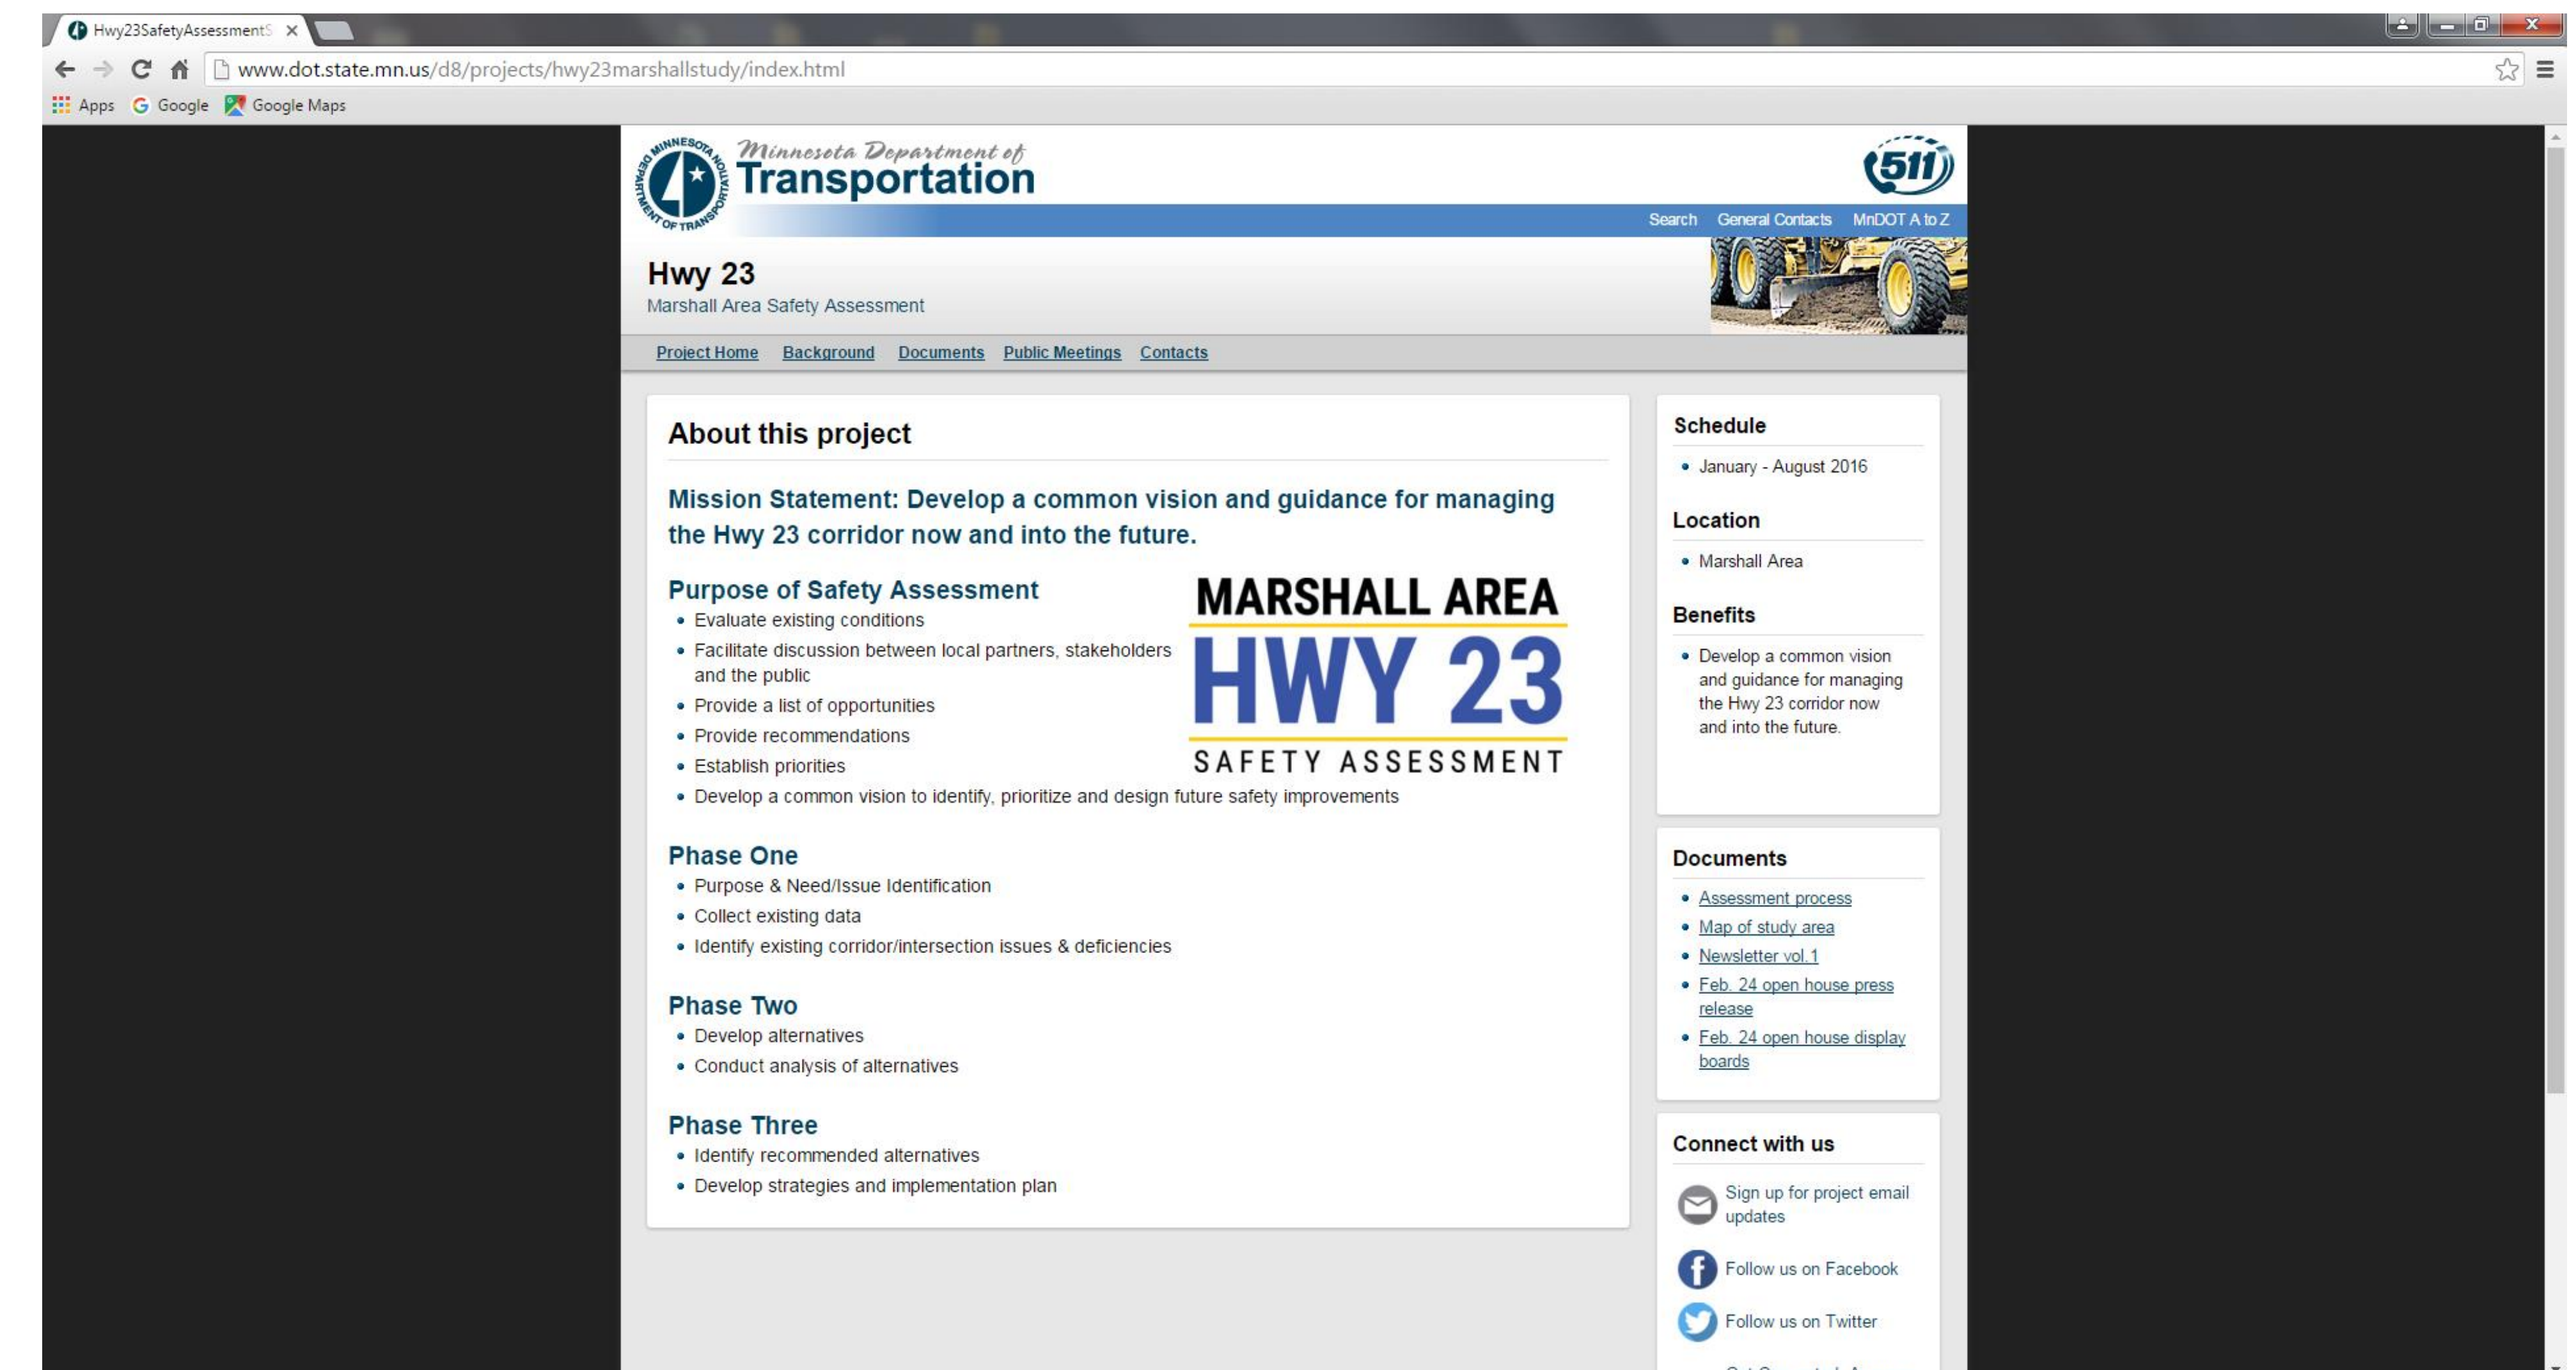 Hwy23SafetyAssessmentS
www.dot.state.mn.us/d8/projects/hwy23marshallstudy/index.html
Apps Google Google Maps
MINNESOTA DEPARTMENT OF TRANSPORTATION
Minnesota Department of
Transportation
511
Search General Contacts MnDOT A to Z
Hwy 23
Marshall Area Safety Assessment
Project Home Background Documents Public Meetings Contacts
About this project
Mission Statement: Develop a common vision and guidance for managing
the Hwy 23 corridor now and into the future.
Purpose of Safety Assessment
• Evaluate existing conditions
• Facilitate discussion between local partners, stakeholders
and the public
• Provide a list of opportunities
• Provide recommendations
• Establish priorities
• Develop a common vision to identify, prioritize and design future safety improvements
MARSHALL AREA
HWY 23
SAFETY ASSESSMENT
Phase One
• Purpose & Need/Issue Identification
• Collect existing data
• Identify existing corridor/intersection issues & deficiencies
Phase Two
• Develop alternatives
• Conduct analysis of alternatives
Phase Three
• Identify recommended alternatives
• Develop strategies and implementation plan
Schedule
• January - August 2016
Location
• Marshall Area
Benefits
• Develop a common vision
and guidance for managing
the Hwy 23 corridor now
and into the future.
Documents
• Assessment process
• Map of study area
• Newsletter vol.1
• Feb. 24 open house press
release
• Feb. 24 open house display
boards
Connect with us
Sign up for project email
updates
Follow us on Facebook
Follow us on Twitter